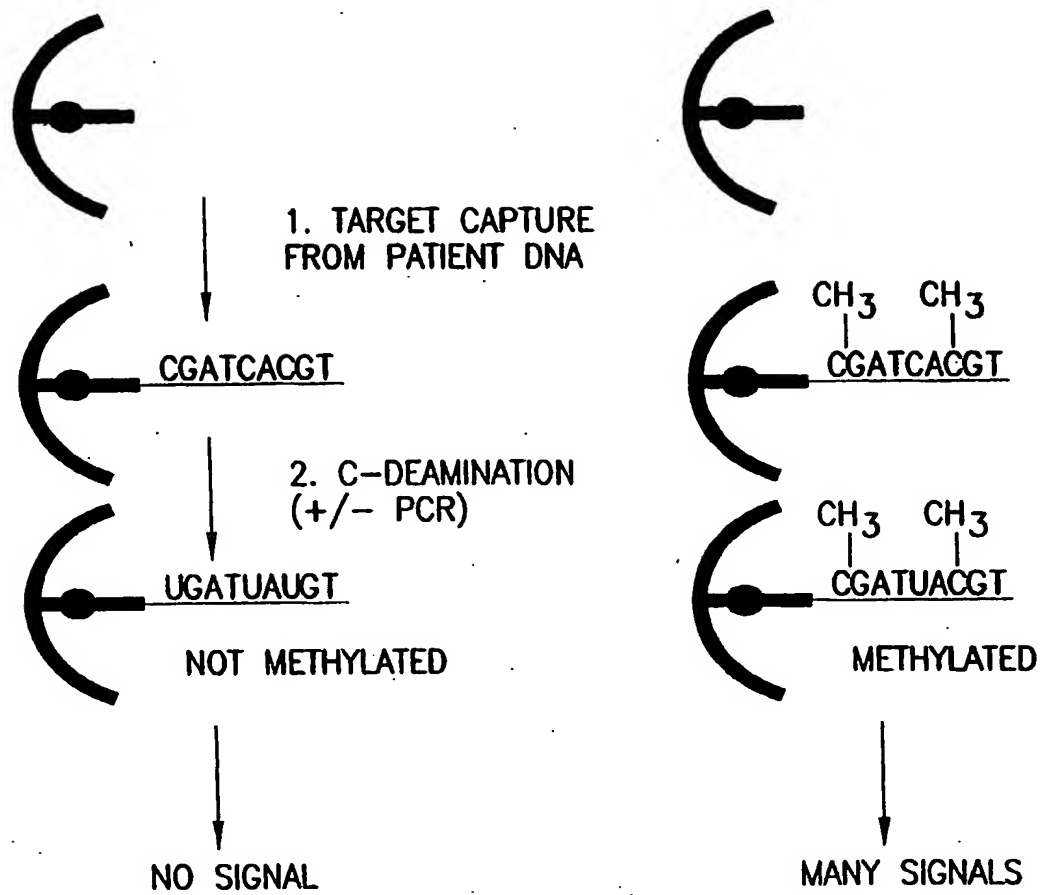 1. TARGET CAPTURE
FROM PATIENT DNA
CGATCACGT
CH3 CH3
CGATCACGT
2. C-DEAMINATION
(+/- PCR)
UGATUAUGT
NOT METHYLATED
CH3 CH3
CGATUACGT
METHYLATED
NO SIGNAL
MANY SIGNALS